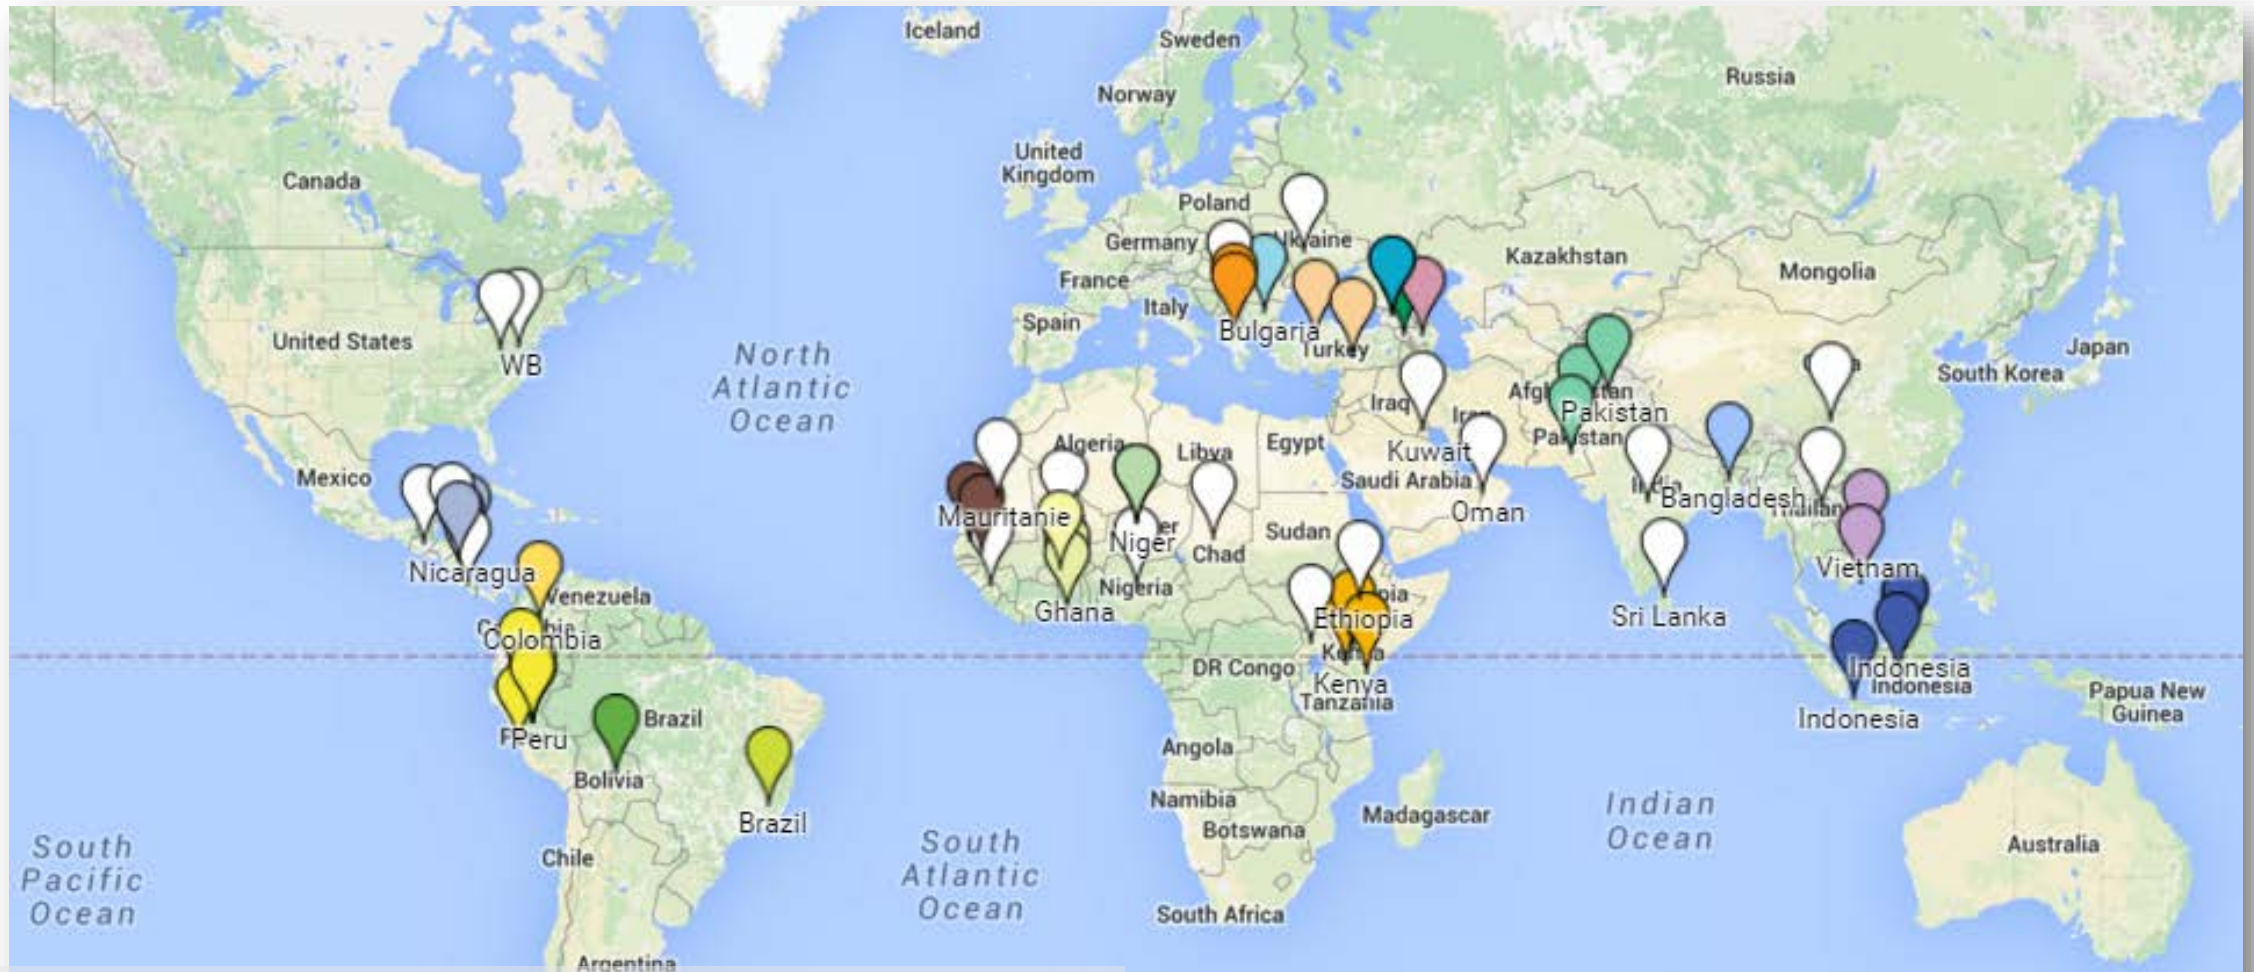 Iceland
Sweden
Russia
Norway
United
Kingdom
Canada
Poland
Germany
Ukraine
Kazakhstan
Mongolia
France
Italy
Spain
Bulgaria
Turkey
United States
WB
Japan
South Korea
North
Atlantic
Ocean
Iraq
Pakistan
Pakistan
Algeria
Libya
Egypt
Kuwait
Saudi Arabia
Mexico
Bangladesh
Oman
Mauritanie
Sudan
Niger
Chad
Nicaragua
Vietnam
Nigeria
Venezuela
Ghana
Ethiopia
Sri Lanka
Colombia
DR Congo
Kenya
Tanzania
Indonesia
Indonesia
Indonesia
Papua New
Guinea
Brazil
Peru
Angola
Bolivia
Namibia
Madagascar
Indian
Ocean
Brazil
Botswana
South
Pacific
Ocean
Chile
South
Atlantic
Ocean
Australia
South Africa
Argentina